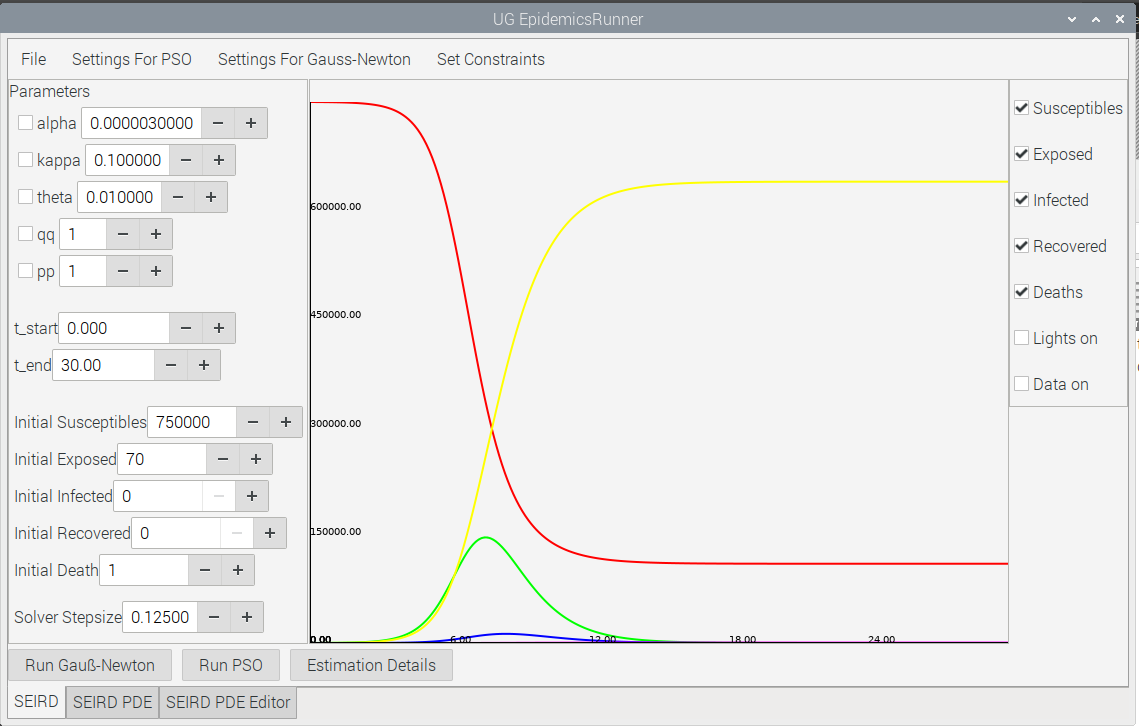 UG EpidemicsRunner
File Settings For PSO Settings For Gauss-Newton Set Constraints
Parameters
alpha 0.0000030000 − +
kappa 0.100000 − +
theta 0.010000 − +
qq 1 − +
pp 1 − +
t_start 0.000 − +
t_end 30.00 − +
Initial Susceptibles 750000 − +
Initial Exposed 70 − +
Initial Infected 0 − +
Initial Recovered 0 − +
Initial Death 1 − +
Solver Stepsize 0.12500 − +
600000.00
450000.00
300000.00
150000.00
0.00 6.00 12.00 18.00 24.00
Susceptibles
Exposed
Infected
Recovered
Deaths
Lights on
Data on
Run Gauß-Newton Run PSO Estimation Details
SEIRD SEIRD PDE SEIRD PDE Editor